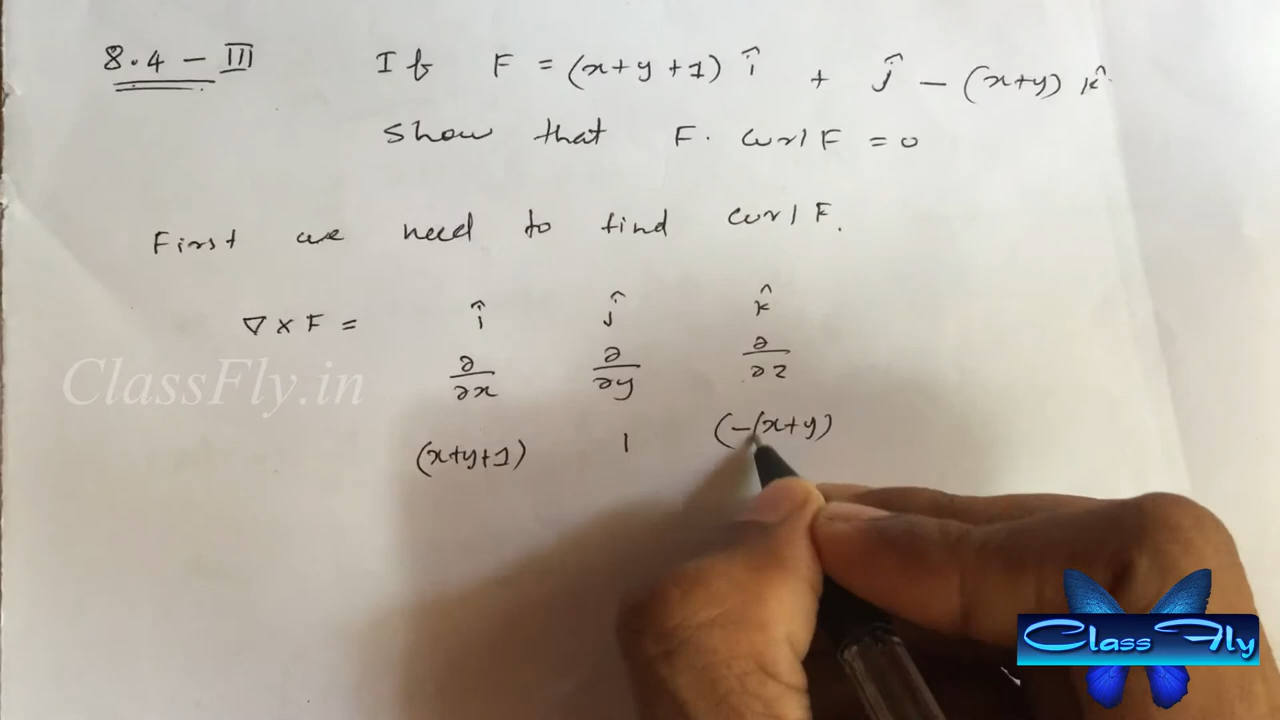 8.4 - III If F = (x+y+1) î + ĵ - (x+y) k̂.
Show that F. curl F = 0
First we need to find curl F.
∇ X F = î ĵ k̂
∂/∂x ∂/∂y ∂/∂z
(x+y+1) 1 (-(x+y)
ClassFly.in
Class Fly